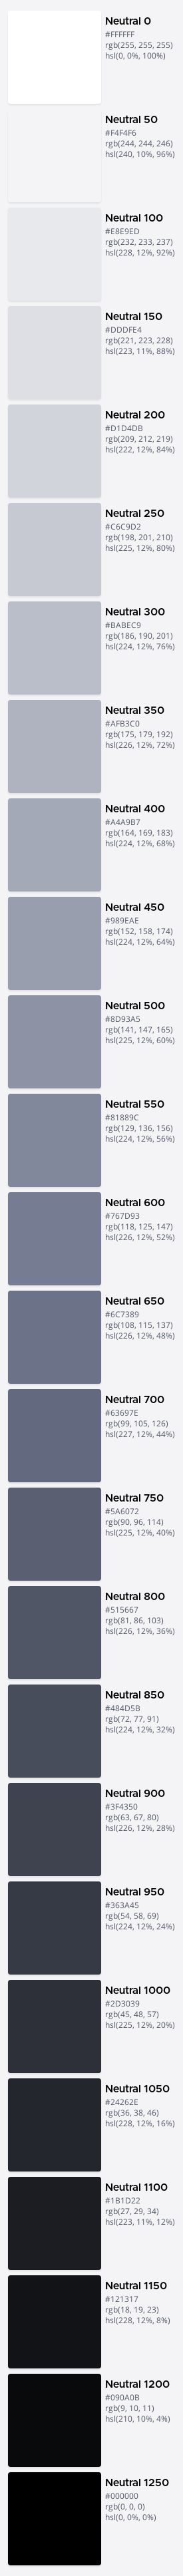 Neutral 0
#FFFFFF
rgb(255, 255, 255)
hsl(0, 0%, 100%)
Neutral 50
#F4F4F6
rgb(244, 244, 246)
hsl(240, 10%, 96%)
Neutral 100
#E8E9ED
rgb(232, 233, 237)
hsl(228, 12%, 92%)
Neutral 150
#DDDFE4
rgb(221, 223, 228)
hsl(223, 11%, 88%)
Neutral 200
#D1D4DB
rgb(209, 212, 219)
hsl(222, 12%, 84%)
Neutral 250
#C6C9D2
rgb(198, 201, 210)
hsl(225, 12%, 80%)
Neutral 300
#BABEC9
rgb(186, 190, 201)
hsl(224, 12%, 76%)
Neutral 350
#AFB3C0
rgb(175, 179, 192)
hsl(226, 12%, 72%)
Neutral 400
#A4A9B7
rgb(164, 169, 183)
hsl(224, 12%, 68%)
Neutral 450
#989EAE
rgb(152, 158, 174)
hsl(224, 12%, 64%)
Neutral 500
#8D93A5
rgb(141, 147, 165)
hsl(225, 12%, 60%)
Neutral 550
#81889C
rgb(129, 136, 156)
hsl(224, 12%, 56%)
Neutral 600
#767D93
rgb(118, 125, 147)
hsl(226, 12%, 52%)
Neutral 650
#6C7389
rgb(108, 115, 137)
hsl(226, 12%, 48%)
Neutral 700
#63697E
rgb(99, 105, 126)
hsl(227, 12%, 44%)
Neutral 750
#5A6072
rgb(90, 96, 114)
hsl(225, 12%, 40%)
Neutral 800
#515667
rgb(81, 86, 103)
hsl(226, 12%, 36%)
Neutral 850
#484D5B
rgb(72, 77, 91)
hsl(224, 12%, 32%)
Neutral 900
#3F4350
rgb(63, 67, 80)
hsl(226, 12%, 28%)
Neutral 950
#363A45
rgb(54, 58, 69)
hsl(224, 12%, 24%)
Neutral 1000
#2D3039
rgb(45, 48, 57)
hsl(225, 12%, 20%)
Neutral 1050
#24262E
rgb(36, 38, 46)
hsl(228, 12%, 16%)
Neutral 1100
#1B1D22
rgb(27, 29, 34)
hsl(223, 11%, 12%)
Neutral 1150
#121317
rgb(18, 19, 23)
hsl(228, 12%, 8%)
Neutral 1200
#090A0B
rgb(9, 10, 11)
hsl(210, 10%, 4%)
Neutral 1250
#000000
rgb(0, 0, 0)
hsl(0, 0%, 0%)